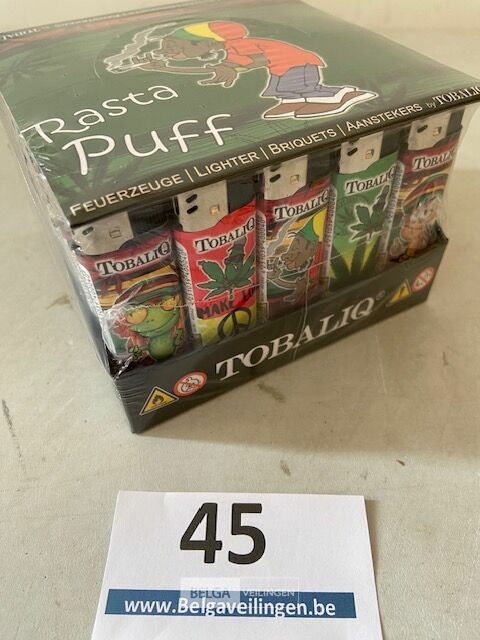 Rasta
Puff
FEUERZEUGE | LIGHTER | BRIQUETS | AANSTEKERS by TOBALIQ
TOBALIQ
TOBALIQ
TOBALIQ
TOBALIQ
TOBALIQ
MAKE
TOBALIQ®
45
BELGA VEILINGEN
www.Belgaveilingen.be